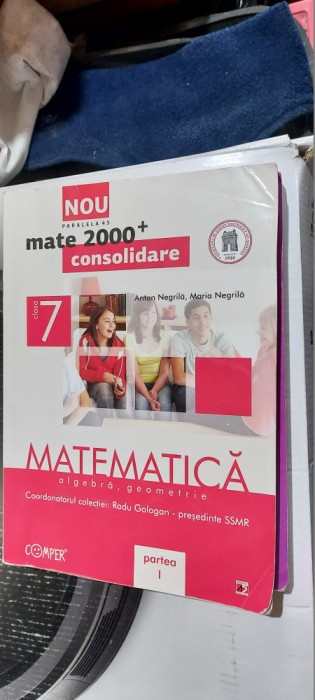 NOU
PARALELA 45
mate 2000+
consolidare
1910
Anton Negrilă, Maria Negrilă
clasa
7
MATEMATICĂ
algebră, geometrie
Coordonatorul colecției: Radu Gologan - președinte SSMR
COMPER
partea
I